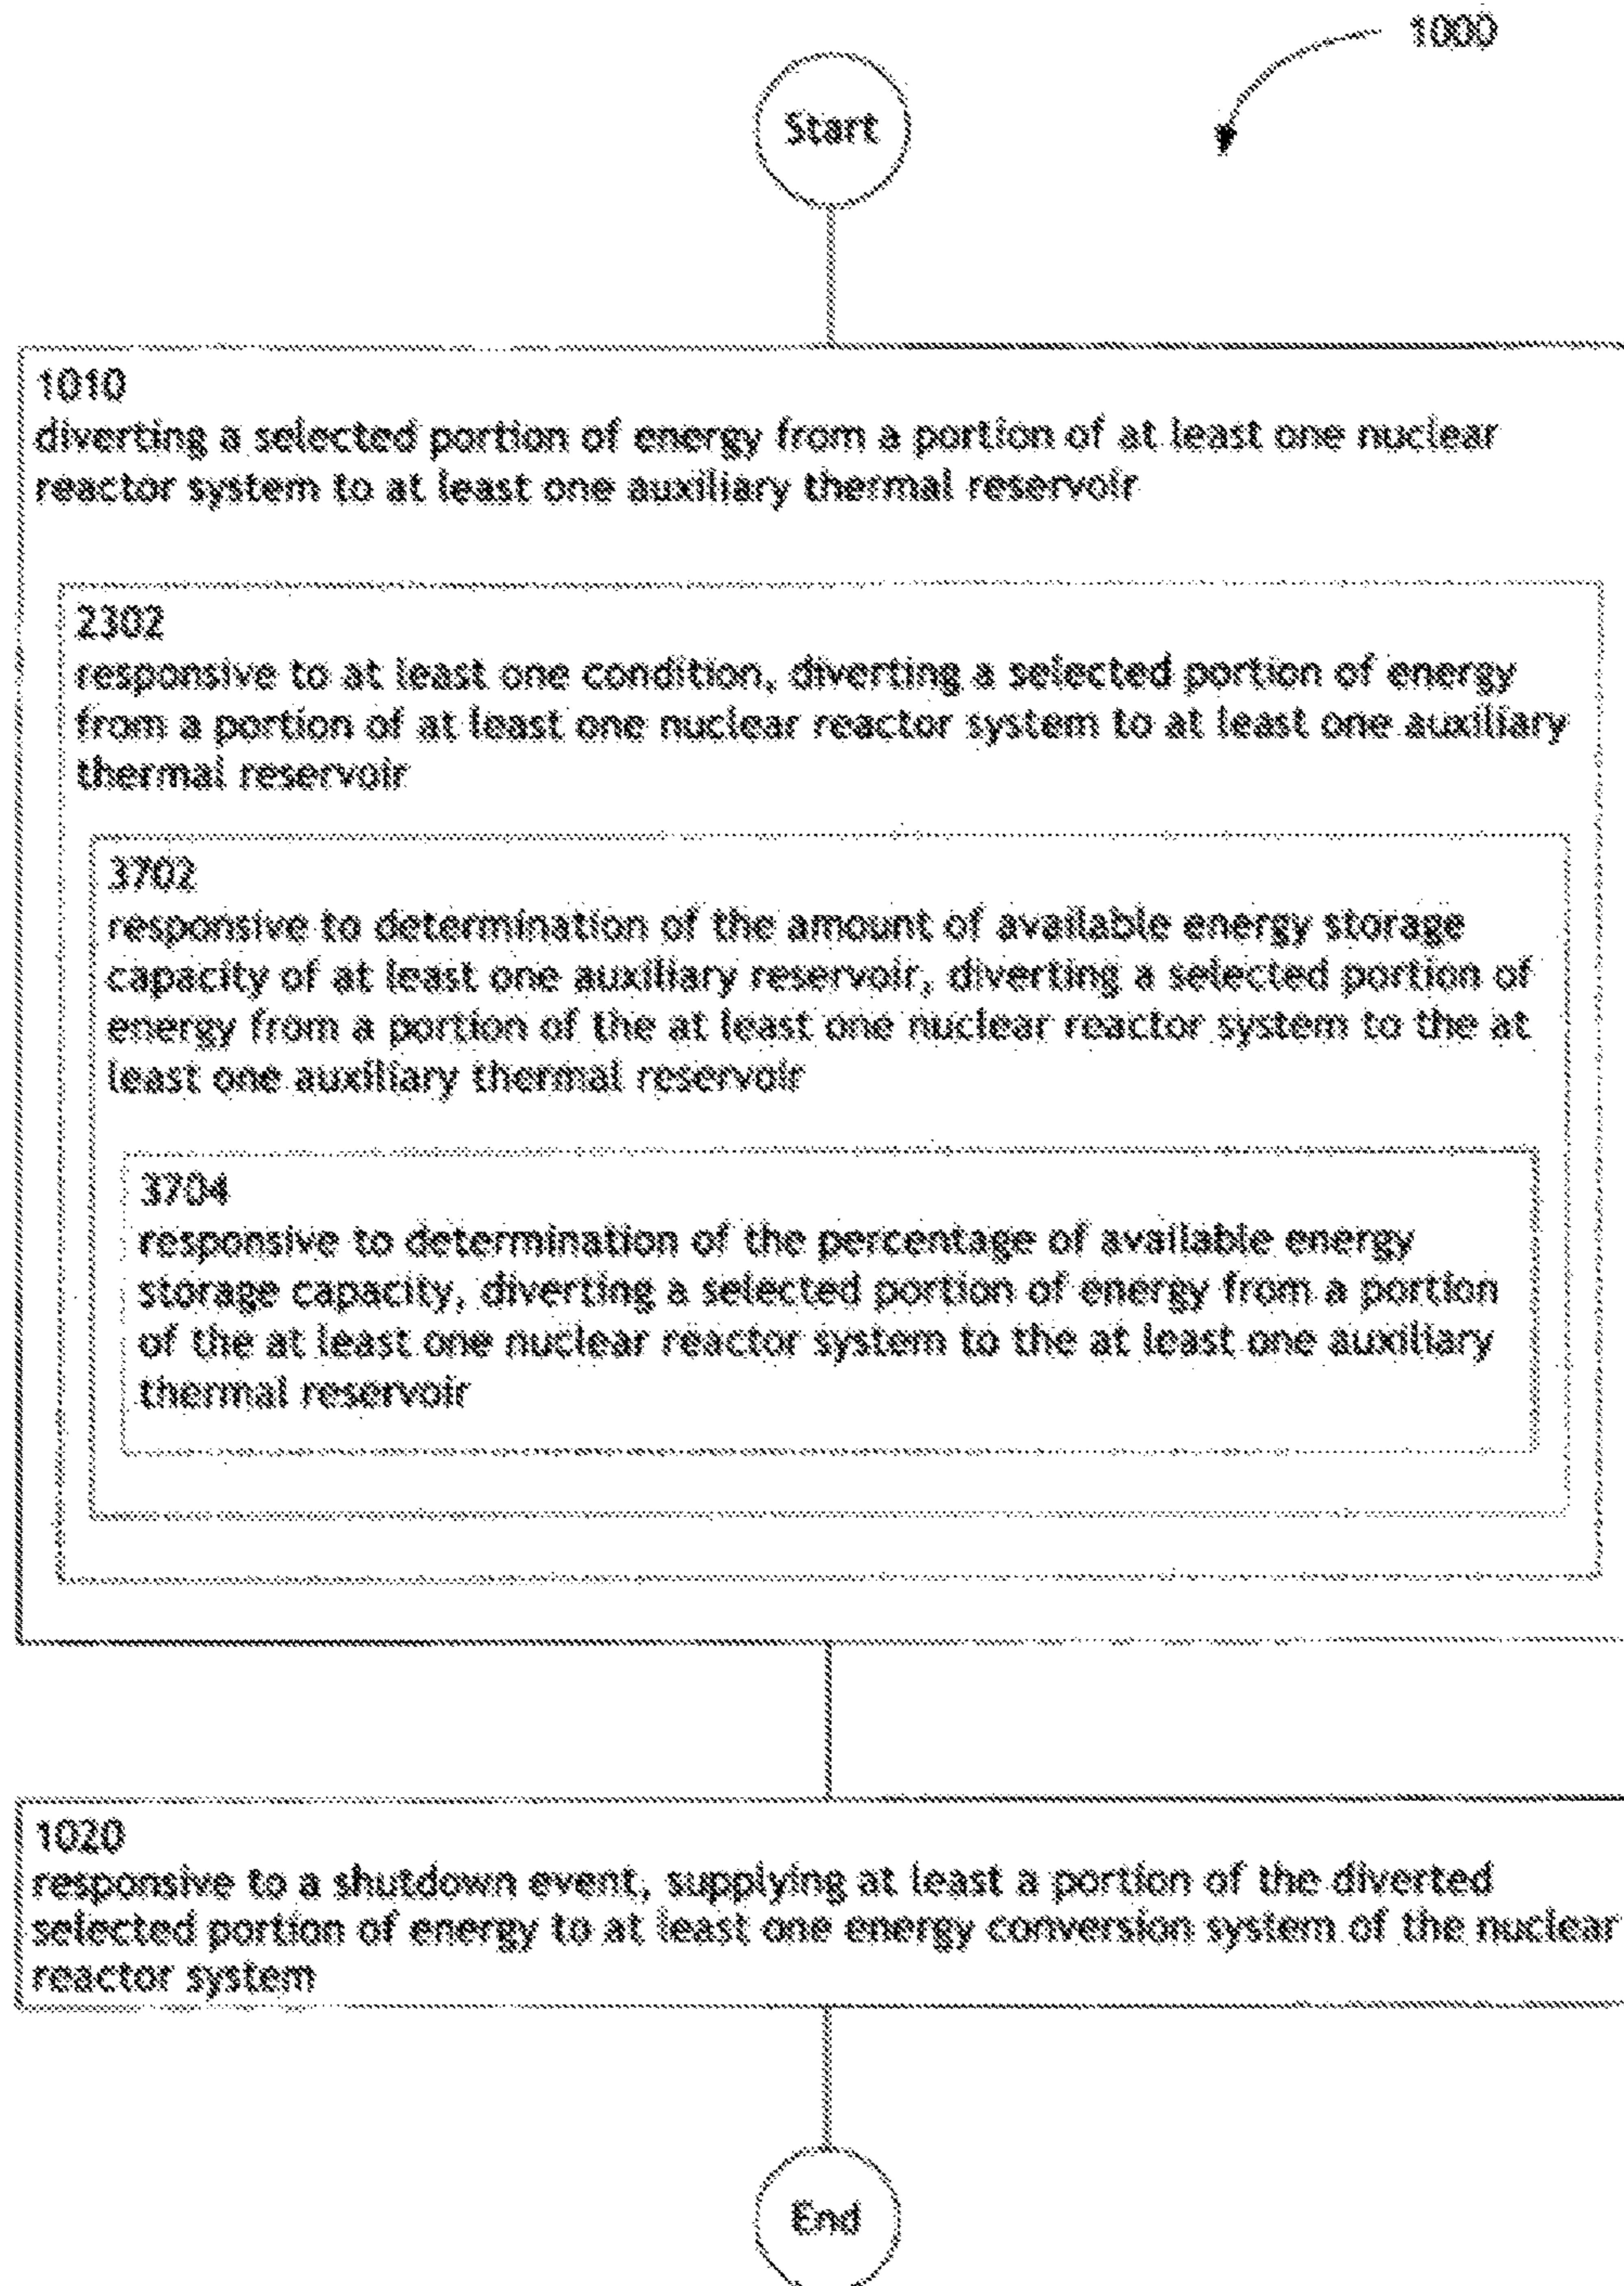 1000
Start
1010
diverting a selected portion of energy from a portion of at least one nuclear
reactor system to at least one auxiliary thermal reservoir
2302
responsive to at least one condition, diverting a selected portion of energy
from a portion of at least one nuclear reactor system to at least one auxiliary
thermal reservoir
3702
responsive to determination of the amount of available energy storage
capacity of at least one auxiliary reservoir, diverting a selected portion of
energy from a portion of the at least one nuclear reactor system to the at
least one auxiliary thermal reservoir
3704
responsive to determination of the percentage of available energy
storage capacity, diverting a selected portion of energy from a portion
of the at least one nuclear reactor system to the at least one auxiliary
thermal reservoir
1020
responsive to a shutdown event, supplying at least a portion of the diverted
selected portion of energy to at least one energy conversion system of the nuclear
reactor system
End